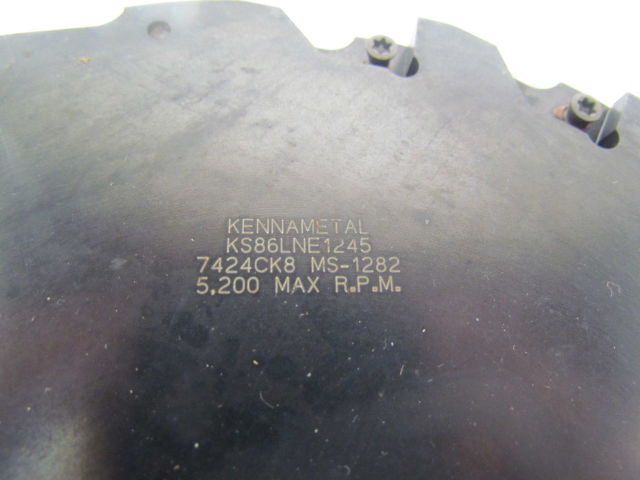 KENNAMETAL
KS86LNE1245
7424CK8 MS-1282
5,200 MAX R.P.M.